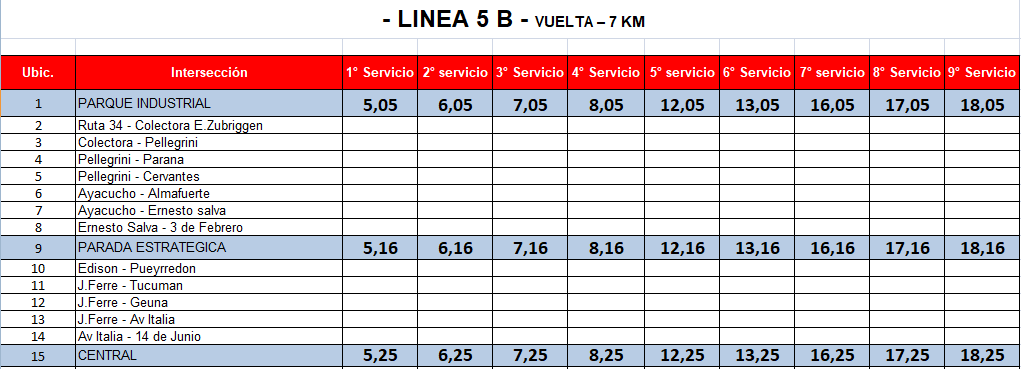 - LINEA 5 B - VUELTA – 7 KM
Ubic. Intersección 1° Servicio 2° servicio 3° Servicio 4° Servicio 5° servicio 6° Servicio 7° servicio 8° Servicio 9° Servicio
1 PARQUE INDUSTRIAL 5,05 6,05 7,05 8,05 12,05 13,05 16,05 17,05 18,05
2 Ruta 34 - Colectora E.Zubriggen
3 Colectora - Pellegrini
4 Pellegrini - Parana
5 Pellegrini - Cervantes
6 Ayacucho - Almafuerte
7 Ayacucho - Ernesto salva
8 Ernesto Salva - 3 de Febrero
9 PARADA ESTRATEGICA 5,16 6,16 7,16 8,16 12,16 13,16 16,16 17,16 18,16
10 Edison - Pueyrredon
11 J.Ferre - Tucuman
12 J.Ferre - Geuna
13 J.Ferre - Av Italia
14 Av Italia - 14 de Junio
15 CENTRAL 5,25 6,25 7,25 8,25 12,25 13,25 16,25 17,25 18,25